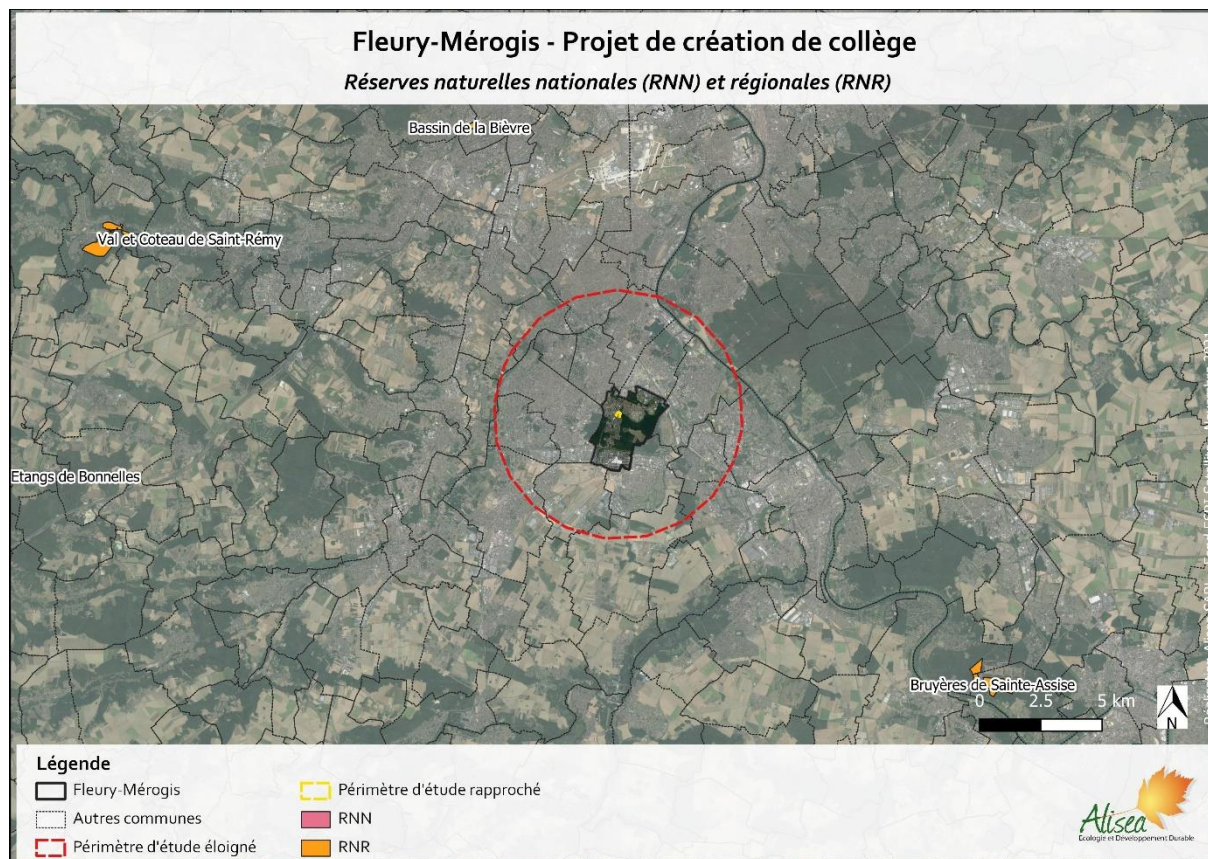 Fleury-Mérogis - Projet de création de collège
Réserves naturelles nationales (RNN) et régionales (RNR)
Bassin de la Bièvre
Val et Coteau de Saint-Rémy
Etangs de Bonnelles
Bruyères de Sainte-Assise
0 2.5 5 km
N
Légende
Fleury-Mérogis
Autres communes
Périmètre d'étude éloigné
Périmètre d'étude rapproché
RNN
RNR
Alisea
Ecologie et Développement Durable